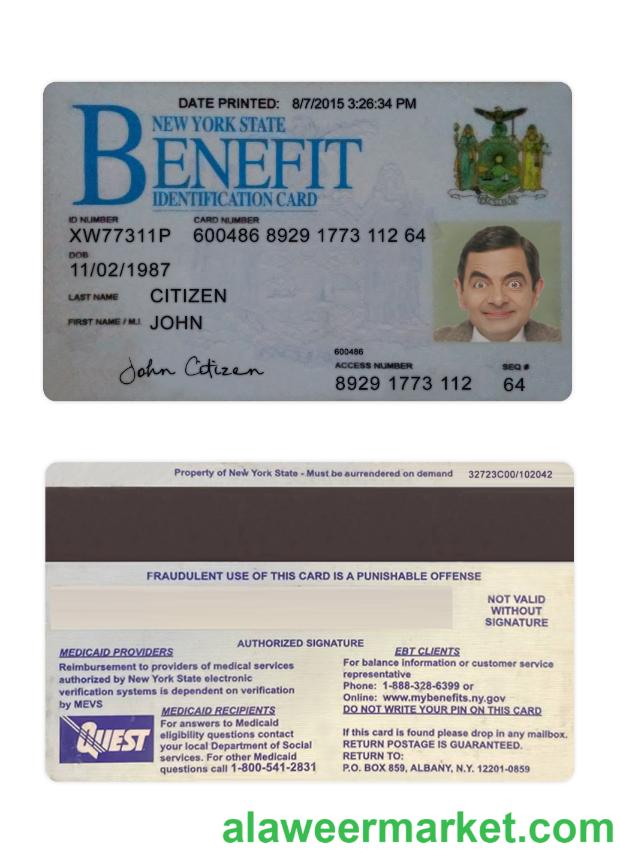 DATE PRINTED: 8/7/2015 3:26:34 PM
NEW YORK STATE
BENEFIT
IDENTIFICATION CARD
ID NUMBER CARD NUMBER
XW77311P 600486 8929 1773 112 64
DOB
11/02/1987
LAST NAME CITIZEN
FIRST NAME / M.I. JOHN
John Citizen
600486
ACCESS NUMBER SEQ #
8929 1773 112 64
EXCELSIOR
Property of New York State - Must be surrendered on demand 32723C00/102042
FRAUDULENT USE OF THIS CARD IS A PUNISHABLE OFFENSE
NOT VALID
WITHOUT
SIGNATURE
AUTHORIZED SIGNATURE
MEDICAID PROVIDERS
Reimbursement to providers of medical services
authorized by New York State electronic
verification systems is dependent on verification
by MEVS
QUEST
MEDICAID RECIPIENTS
For answers to Medicaid
eligibility questions contact
your local Department of Social
services. For other Medicaid
questions call 1-800-541-2831
EBT CLIENTS
For balance information or customer service
representative
Phone: 1-888-328-6399 or
Online: www.mybenefits.ny.gov
DO NOT WRITE YOUR PIN ON THIS CARD
If this card is found please drop in any mailbox.
RETURN POSTAGE IS GUARANTEED.
RETURN TO:
P.O. BOX 859, ALBANY, N.Y. 12201-0859
alaweermarket.com